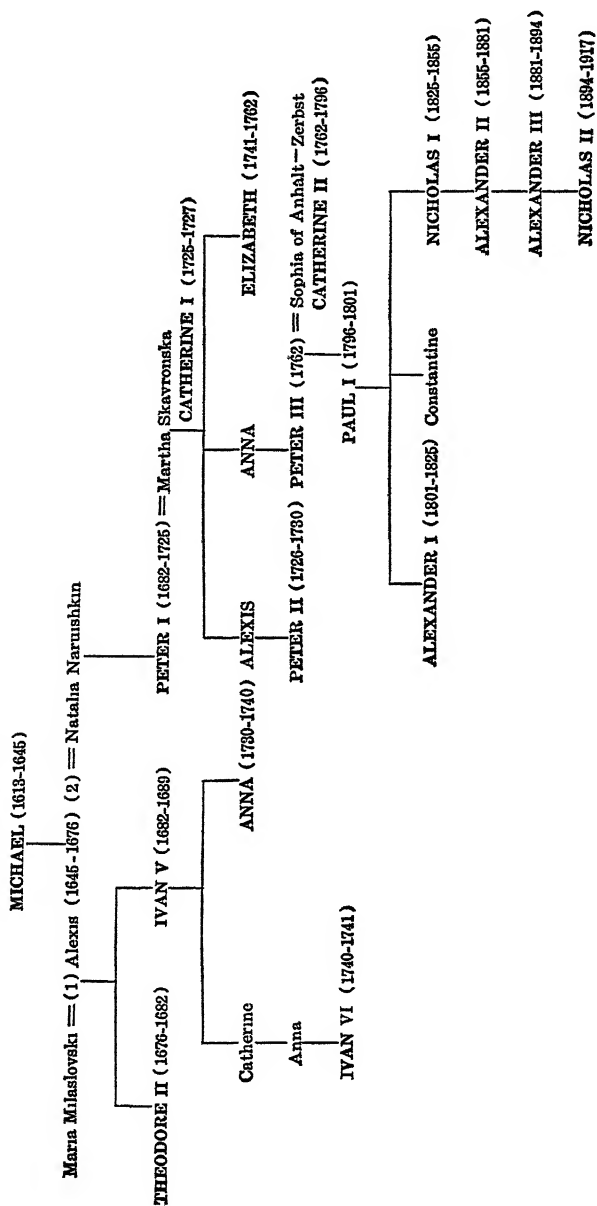 MICHAEL (1613-1645)
Maria Milaslovski = (1) Alexis (1645-1676) (2) = Natalia Naruishkin
THEODORE II (1676-1682) IVAN V (1682-1689) PETER I (1682-1725) = Martha Skavronska
CATHERINE I (1725-1727)
Catherine ANNA (1730-1740) ALEXIS ANNA ELIZABETH (1741-1762)
Anna PETER II (1726-1730) PETER III (1762) = Sophia of Anhalt-Zerbst
CATHERINE II (1762-1796)
IVAN VI (1740-1741) PAUL I (1796-1801)
ALEXANDER I (1801-1825) Constantine NICHOLAS I (1825-1855)
ALEXANDER II (1855-1881)
ALEXANDER III (1881-1894)
NICHOLAS II (1894-1917)